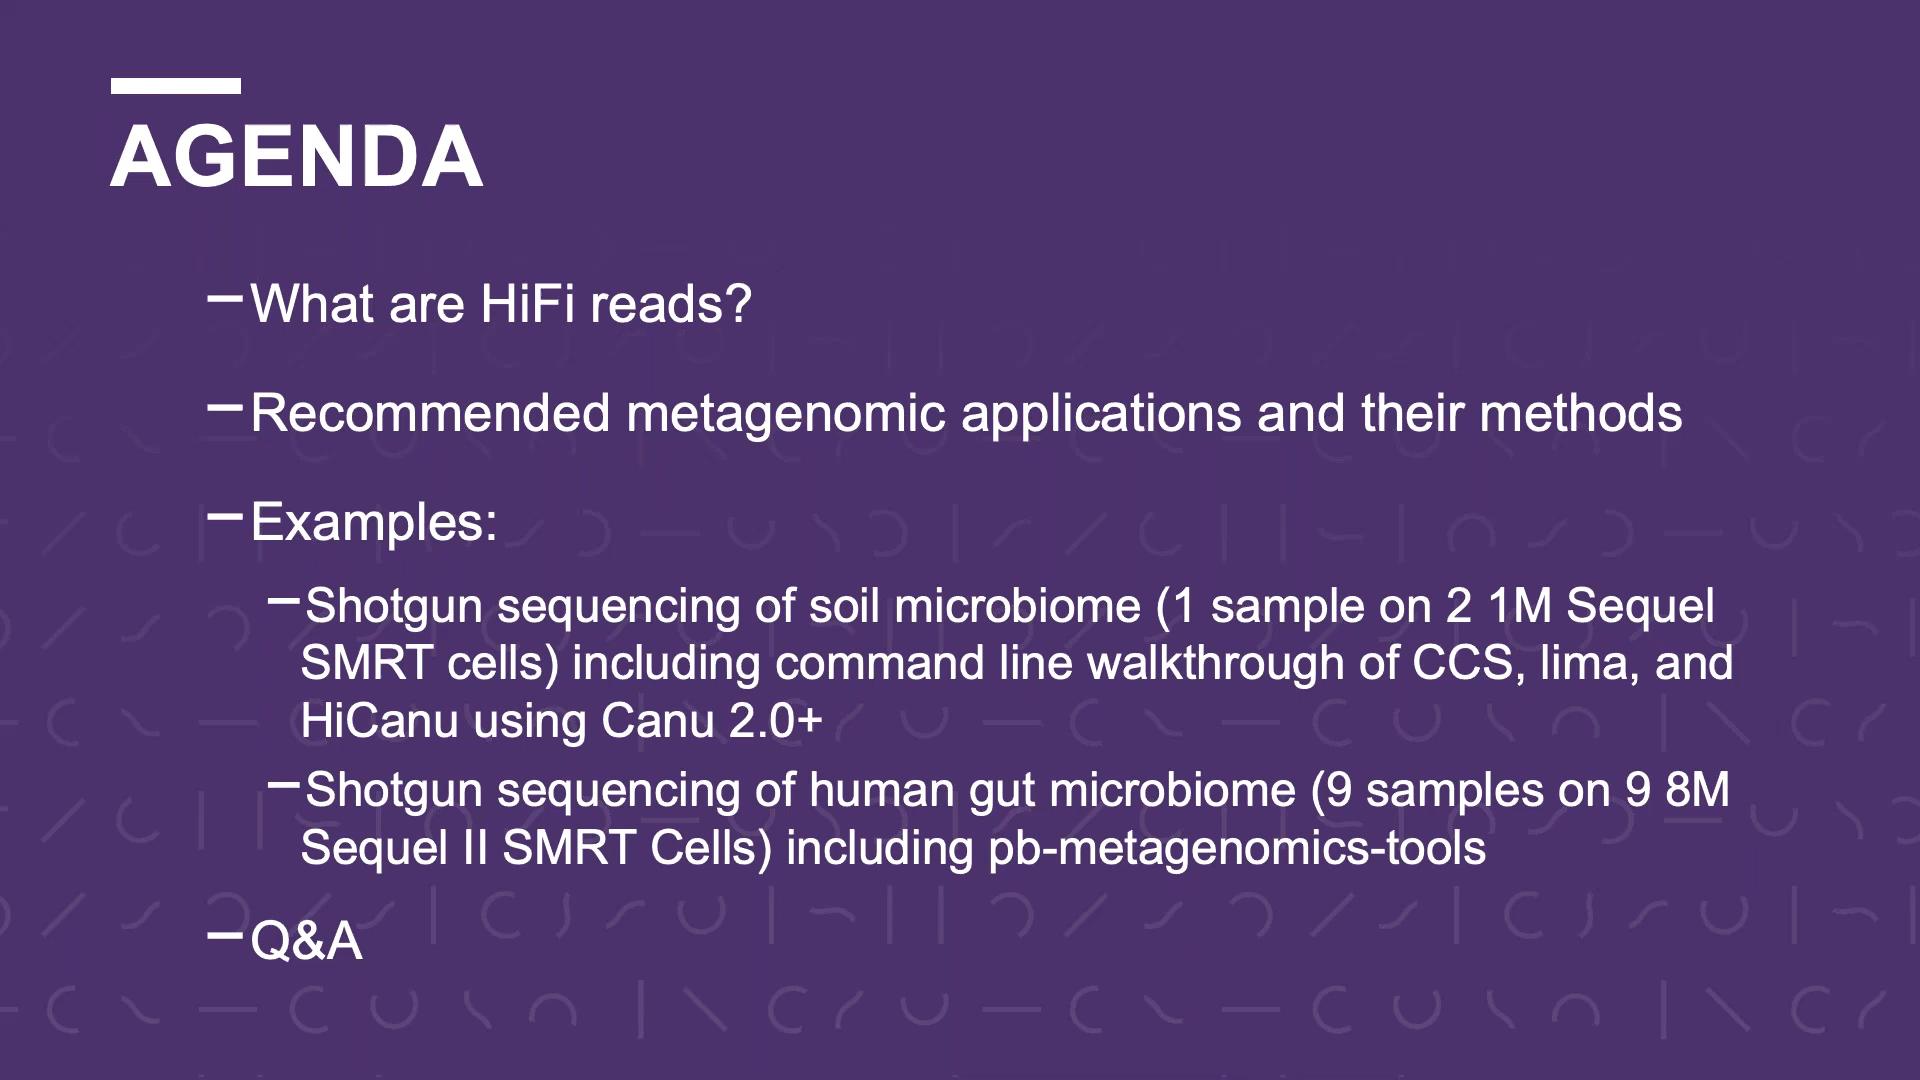 AGENDA
– What are HiFi reads?
– Recommended metagenomic applications and their methods
– Examples:
– Shotgun sequencing of soil microbiome (1 sample on 2 1M Sequel
SMRT cells) including command line walkthrough of CCS, lima, and
HiCanu using Canu 2.0+
– Shotgun sequencing of human gut microbiome (9 samples on 9 8M
Sequel II SMRT Cells) including pb-metagenomics-tools
– Q&A